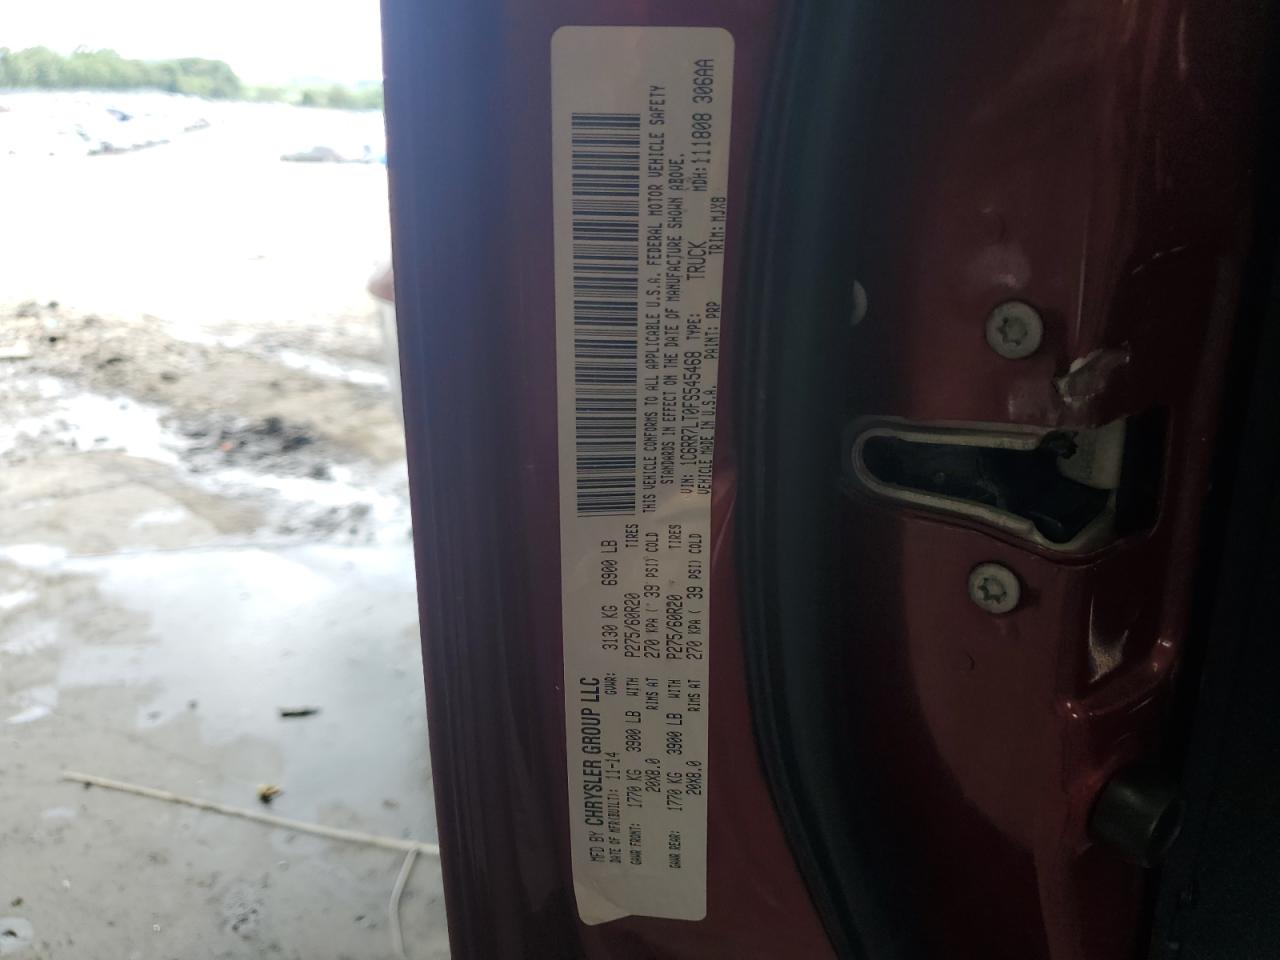 MFD BY CHRYSLER GROUP LLC
DATE OF MFR(BUILT): 11-14 GVWR: 3130 KG 6900 LB
GAWR FRONT: 1770 KG 3900 LB WITH P275/60R20 TIRES
20X8.0 RIMS AT 270 KPA ( 39 PSI) COLD
GAWR REAR: 1770 KG 3900 LB WITH P275/60R20 TIRES
20X8.0 RIMS AT 270 KPA ( 39 PSI) COLD
THIS VEHICLE CONFORMS TO ALL APPLICABLE U.S.A. FEDERAL MOTOR VEHICLE SAFETY
STANDARDS IN EFFECT ON THE DATE OF MANUFACTURE SHOWN ABOVE.
VIN: 1C6RR7LT0FS545468 TYPE: TRUCK MDH: 111808 306AA
VEHICLE MADE IN U.S.A. PAINT: PRP TRIM: MJX8